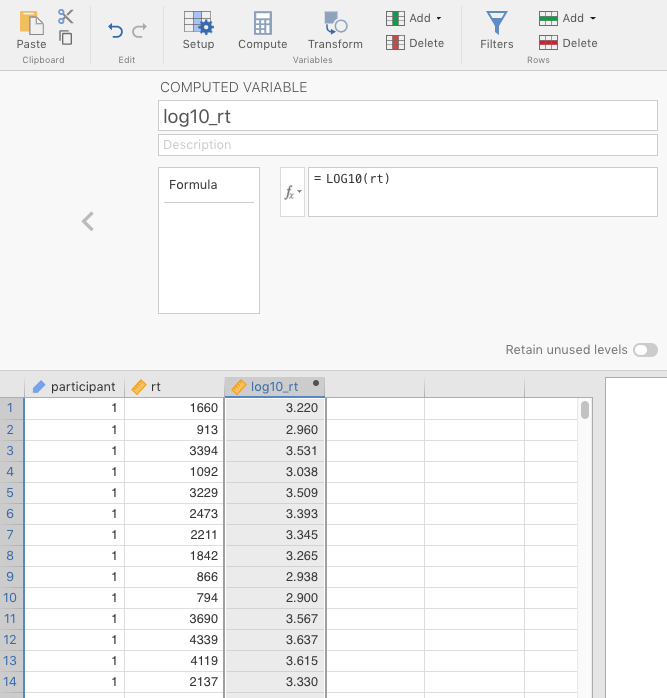 Add Add
Paste Setup Compute Transform Delete Filters Delete
Clipboard Edit Variables Rows
COMPUTED VARIABLE
log10_rt
Description
Formula
fx = LOG10(rt)
Retain unused levels
participant rt log10_rt
1 1 1660 3.220
2 1 913 2.960
3 1 3394 3.531
4 1 1092 3.038
5 1 3229 3.509
6 1 2473 3.393
7 1 2211 3.345
8 1 1842 3.265
9 1 866 2.938
10 1 794 2.900
11 1 3690 3.567
12 1 4339 3.637
13 1 4119 3.615
14 1 2137 3.330